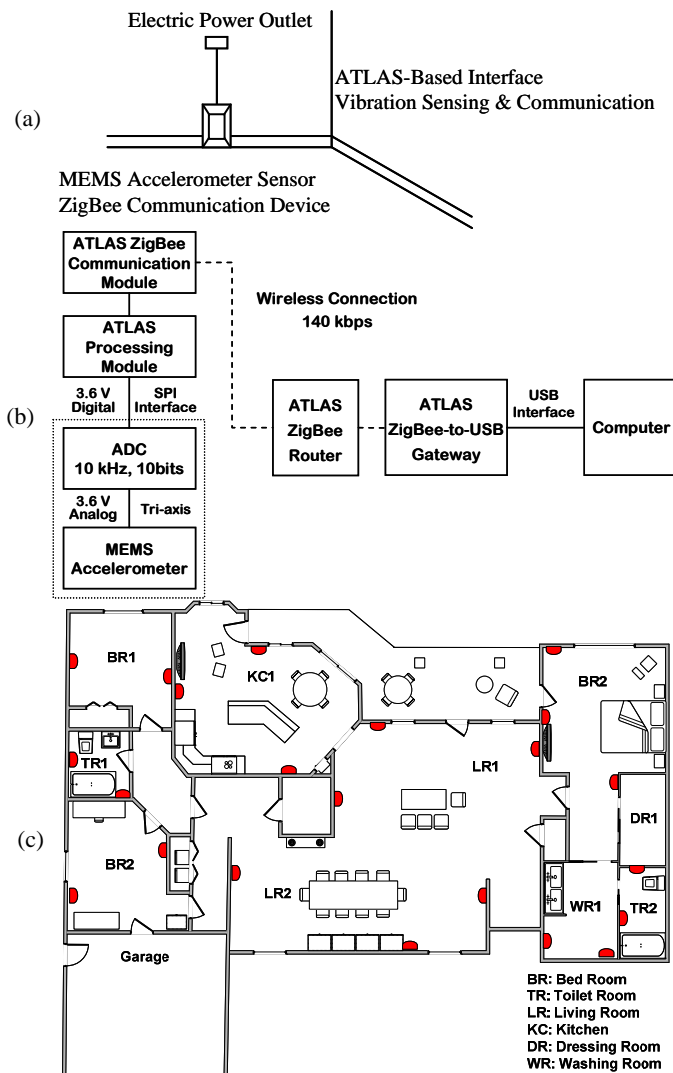 Electric Power Outlet
ATLAS-Based Interface
Vibration Sensing & Communication
(a)
MEMS Accelerometer Sensor
ZigBee Communication Device
ATLAS ZigBee
Communication
Module
Wireless Connection
140 kbps
ATLAS
Processing
Module
3.6 V
Digital
SPI
Interface
(b)
ATLAS
ZigBee
Router
ATLAS
ZigBee-to-USB
Gateway
USB
Interface
Computer
ADC
10 kHz, 10bits
3.6 V
Analog
Tri-axis
MEMS
Accelerometer
BR1
KC1
BR2
TR1
LR1
DR1
(c)
BR2
LR2
WR1
TR2
Garage
BR: Bed Room
TR: Toilet Room
LR: Living Room
KC: Kitchen
DR: Dressing Room
WR: Washing Room